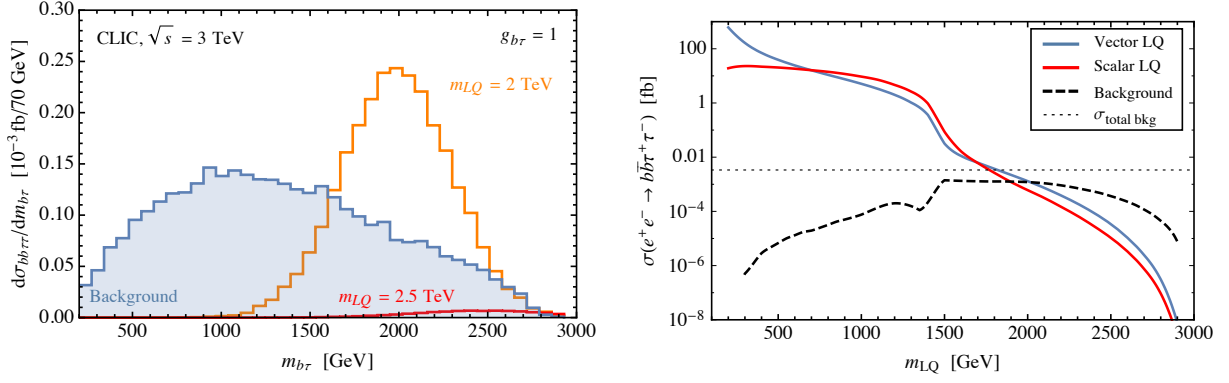 CLIC, √s = 3 TeV
g_bτ = 1
m_LQ = 2 TeV
Background
m_LQ = 2.5 TeV
dσ_bbττ/dm_bτ [10⁻³ fb/70 GeV]
0.30
0.25
0.20
0.15
0.10
0.05
0.00
500 1000 1500 2000 2500 3000
m_bτ [GeV]
Vector LQ
Scalar LQ
Background
σ_total bkg
σ(e⁺e⁻ → bb̄τ⁺τ⁻) [fb]
100
1
0.01
10⁻⁴
10⁻⁶
10⁻⁸
500 1000 1500 2000 2500 3000
m_LQ [GeV]